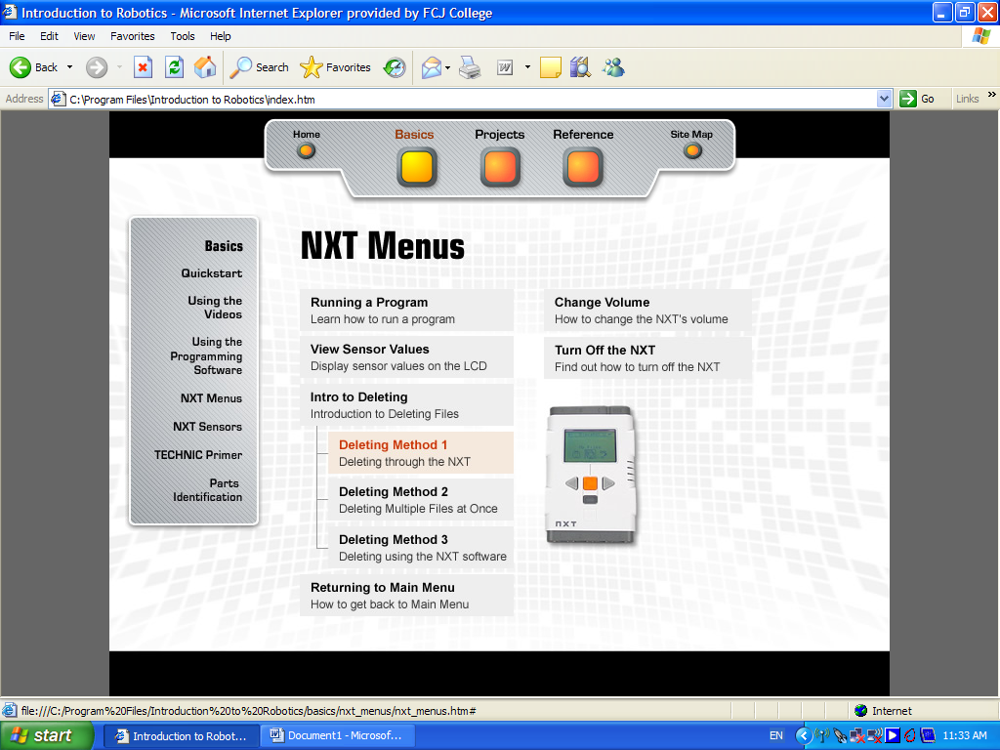 Introduction to Robotics - Microsoft Internet Explorer provided by FCJ College
File Edit View Favorites Tools Help
Back Search Favorites
Address C:\Program Files\Introduction to Robotics\index.htm Go Links »
Home Basics Projects Reference Site Map
Basics
Quickstart
Using the
Videos
Using the
Programming
Software
NXT Menus
NXT Sensors
TECHNIC Primer
Parts
Identification
NXT Menus
Running a Program
Learn how to run a program
View Sensor Values
Display sensor values on the LCD
Intro to Deleting
Introduction to Deleting Files
Deleting Method 1
Deleting through the NXT
Deleting Method 2
Deleting Multiple Files at Once
Deleting Method 3
Deleting using the NXT software
Returning to Main Menu
How to get back to Main Menu
Change Volume
How to change the NXT's volume
Turn Off the NXT
Find out how to turn off the NXT
NXT
file:///C:/Program%20Files/Introduction%20to%20Robotics/basics/nxt_menus/nxt_menus.htm# Internet
start Introduction to Robot... Document1 - Microsof... EN 11:33 AM